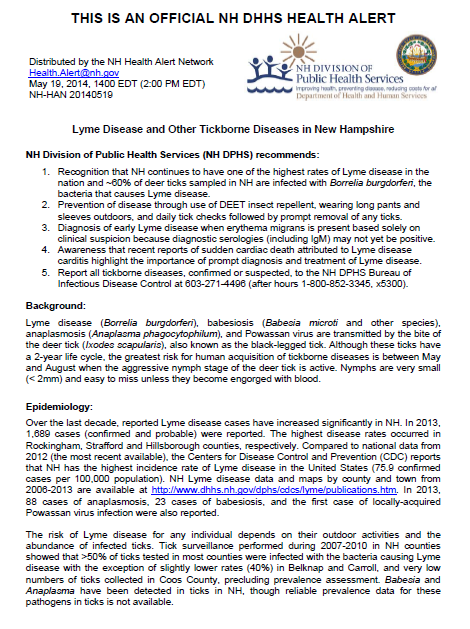 THIS IS AN OFFICIAL NH DHHS HEALTH ALERT
Distributed by the NH Health Alert Network
Health.Alert@nh.gov
May 19, 2014, 1400 EDT (2:00 PM EDT)
NH-HAN 20140519
NH DIVISION OF
Public Health Services
Improving health, preventing disease, reducing costs for all
Department of Health and Human Services
Lyme Disease and Other Tickborne Diseases in New Hampshire
NH Division of Public Health Services (NH DPHS) recommends:
1. Recognition that NH continues to have one of the highest rates of Lyme disease in the
nation and ~60% of deer ticks sampled in NH are infected with Borrelia burgdorferi, the
bacteria that causes Lyme disease.
2. Prevention of disease through use of DEET insect repellent, wearing long pants and
sleeves outdoors, and daily tick checks followed by prompt removal of any ticks.
3. Diagnosis of early Lyme disease when erythema migrans is present based solely on
clinical suspicion because diagnostic serologies (including IgM) may not yet be positive.
4. Awareness that recent reports of sudden cardiac death attributed to Lyme disease
carditis highlight the importance of prompt diagnosis and treatment of Lyme disease.
5. Report all tickborne diseases, confirmed or suspected, to the NH DPHS Bureau of
Infectious Disease Control at 603-271-4496 (after hours 1-800-852-3345, x5300).
Background:
Lyme disease (Borrelia burgdorferi), babesiosis (Babesia microti and other species),
anaplasmosis (Anaplasma phagocytophilum), and Powassan virus are transmitted by the bite of
the deer tick (Ixodes scapularis), also known as the black-legged tick. Although these ticks have
a 2-year life cycle, the greatest risk for human acquisition of tickborne diseases is between May
and August when the aggressive nymph stage of the deer tick is active. Nymphs are very small
(< 2mm) and easy to miss unless they become engorged with blood.
Epidemiology:
Over the last decade, reported Lyme disease cases have increased significantly in NH. In 2013,
1,689 cases (confirmed and probable) were reported. The highest disease rates occurred in
Rockingham, Strafford and Hillsborough counties, respectively. Compared to national data from
2012 (the most recent available), the Centers for Disease Control and Prevention (CDC) reports
that NH has the highest incidence rate of Lyme disease in the United States (75.9 confirmed
cases per 100,000 population). NH Lyme disease data and maps by county and town from
2006-2013 are available at http://www.dhhs.nh.gov/dphs/cdcs/lyme/publications.htm. In 2013,
88 cases of anaplasmosis, 23 cases of babesiosis, and the first case of locally-acquired
Powassan virus infection were also reported.
The risk of Lyme disease for any individual depends on their outdoor activities and the
abundance of infected ticks. Tick surveillance performed during 2007-2010 in NH counties
showed that >50% of ticks tested in most counties were infected with the bacteria causing Lyme
disease with the exception of slightly lower rates (40%) in Belknap and Carroll, and very low
numbers of ticks collected in Coos County, precluding prevalence assessment. Babesia and
Anaplasma have been detected in ticks in NH, though reliable prevalence data for these
pathogens in ticks is not available.